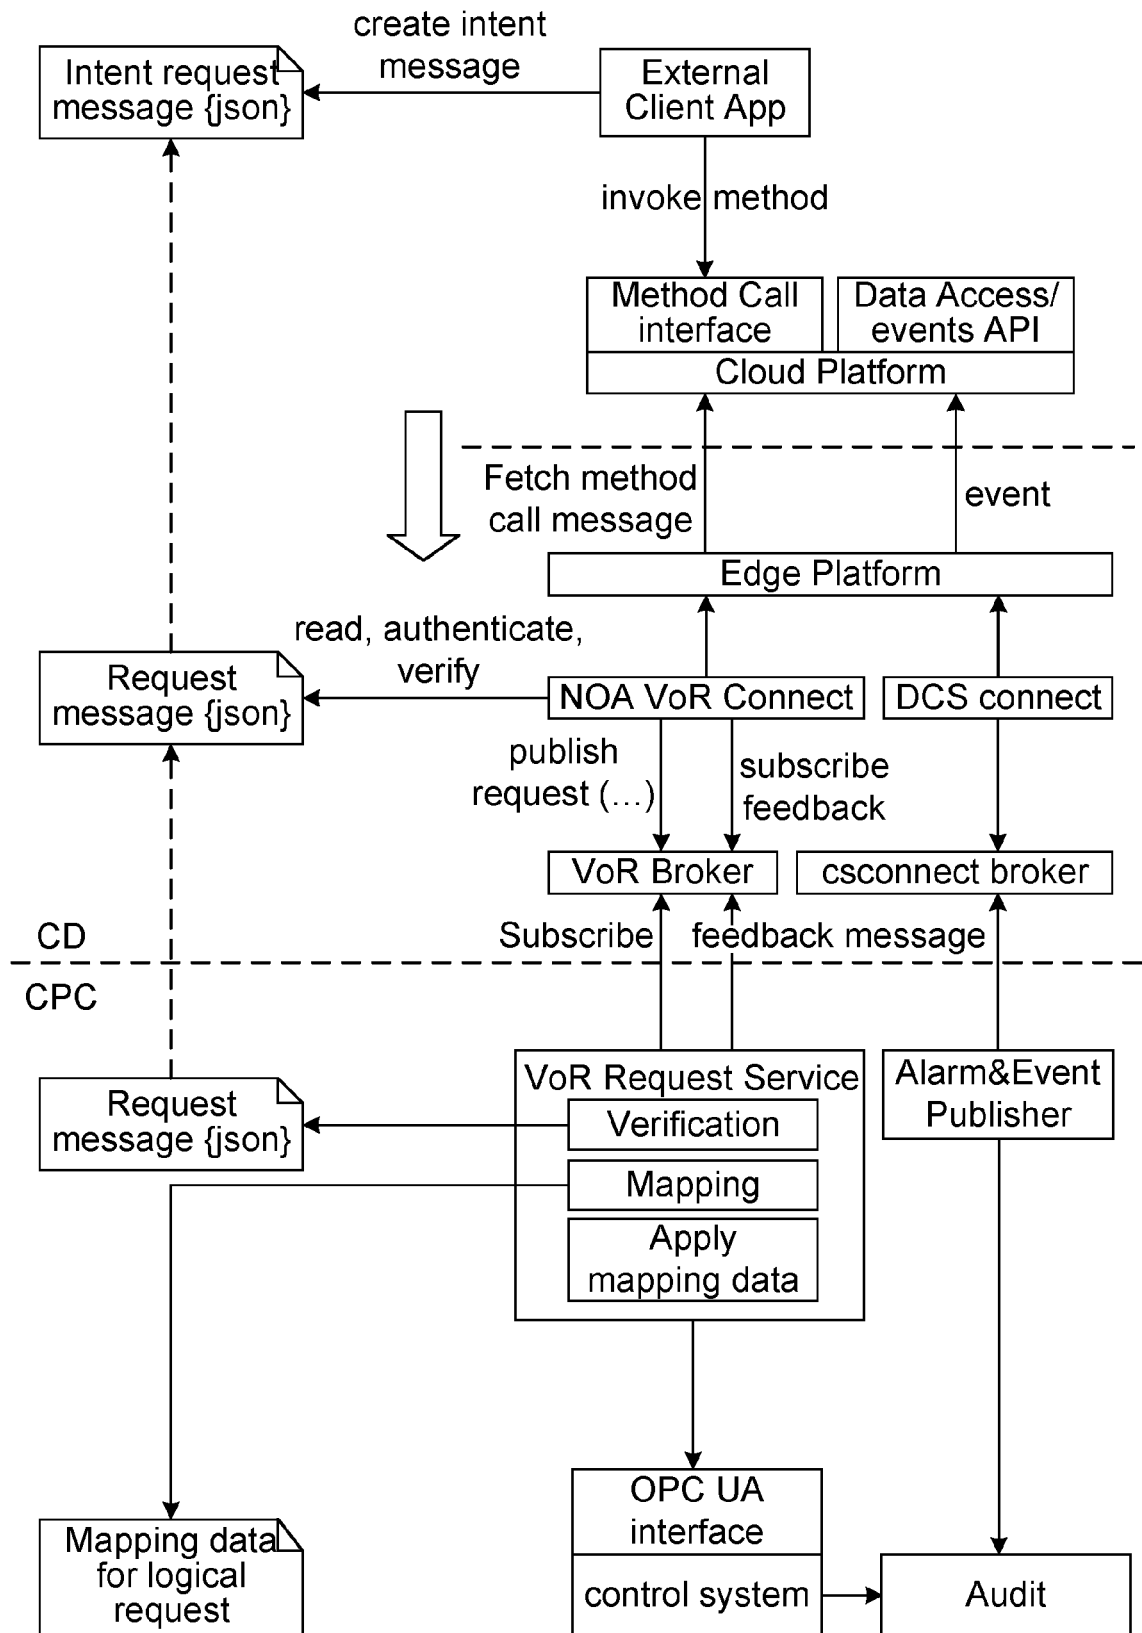 create intent
message
Intent request
message {json}
External
Client App
invoke method
Method Call
interface
Data Access/
events API
Cloud Platform
Fetch method
call message
event
Edge Platform
read, authenticate,
verify
Request
message {json}
NOA VoR Connect
DCS connect
publish
request (...)
subscribe
feedback
VoR Broker
csconnect broker
CD
Subscribe
feedback message
CPC
VoR Request Service
Alarm&Event
Publisher
Request
message {json}
Verification
Mapping
Apply
mapping data
OPC UA
interface
Mapping data
for logical
request
control system
Audit